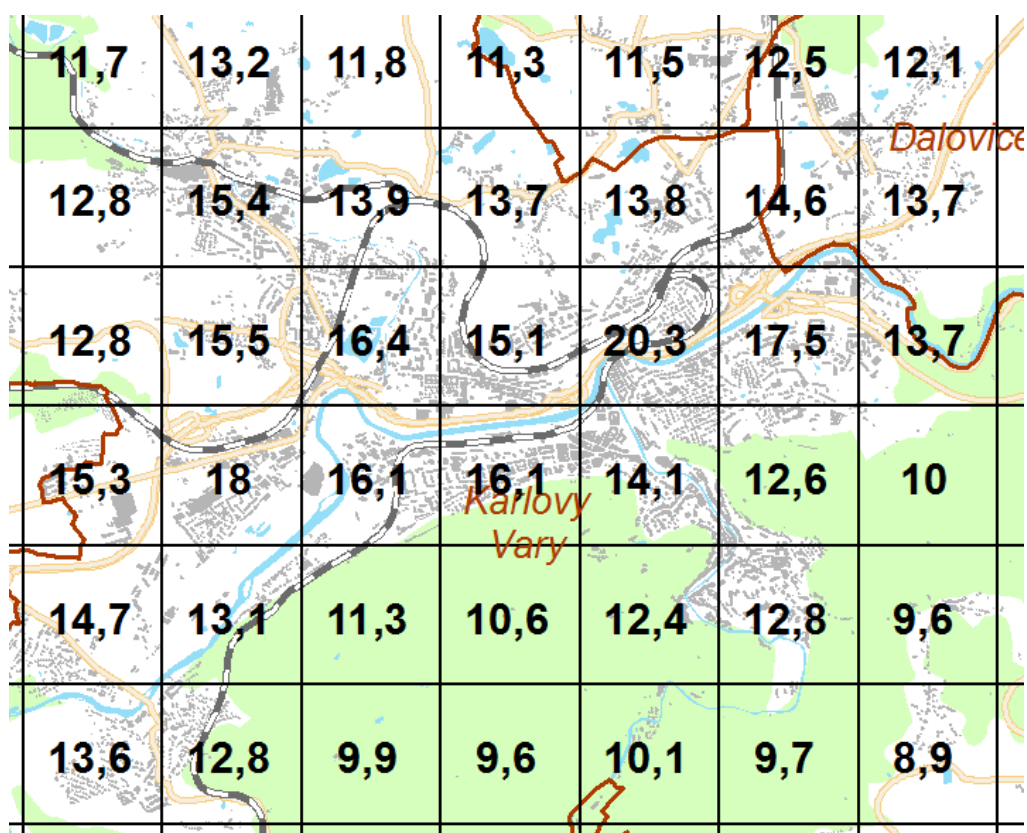 11,7 13,2 11,8 11,3 11,5 12,5 12,1
Dalovice
12,8 15,4 13,9 13,7 13,8 14,6 13,7
12,8 15,5 16,4 15,1 20,3 17,5 13,7
15,3 18 16,1 16,1 14,1 12,6 10
Karlovy
Vary
14,7 13,1 11,3 10,6 12,4 12,8 9,6
13,6 12,8 9,9 9,6 10,1 9,7 8,9